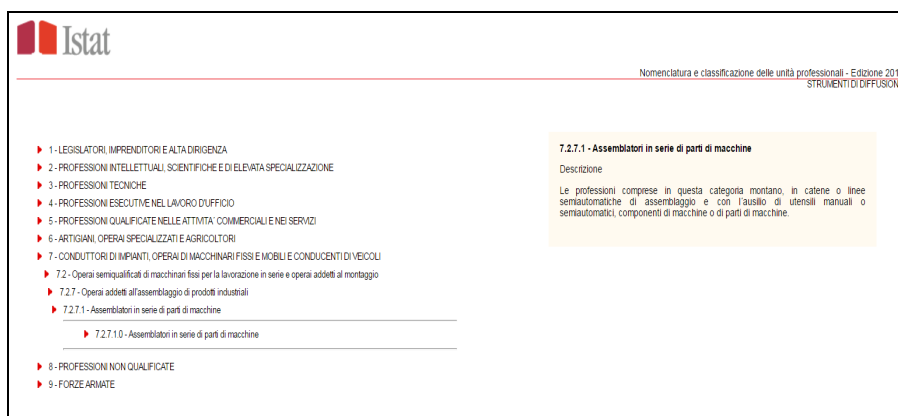 Istat
Nomenclatura e classificazione delle unità professionali - Edizione 201
STRUMENTI DI DIFFUSION
1 - LEGISLATORI, IMPRENDITORI E ALTA DIRIGENZA
2 - PROFESSIONI INTELLETTUALI, SCIENTIFICHE E DI ELEVATA SPECIALIZZAZIONE
3 - PROFESSIONI TECNICHE
4 - PROFESSIONI ESECUTIVE NEL LAVORO D'UFFICIO
5 - PROFESSIONI QUALIFICATE NELLE ATTIVITA' COMMERCIALI E NEI SERVIZI
6 - ARTIGIANI, OPERAI SPECIALIZZATI E AGRICOLTORI
7 - CONDUTTORI DI IMPIANTI, OPERAI DI MACCHINARI FISSI E MOBILI E CONDUCENTI DI VEICOLI
7.2 - Operai semiqualificati di macchinari fissi per la lavorazione in serie e operai addetti al montaggio
7.2.7 - Operai addetti all'assemblaggio di prodotti industriali
7.2.7.1 - Assemblatori in serie di parti di macchine
7.2.7.1.0 - Assemblatori in serie di parti di macchine
8 - PROFESSIONI NON QUALIFICATE
9 - FORZE ARMATE
7.2.7.1 - Assemblatori in serie di parti di macchine
Descrizione
Le professioni comprese in questa categoria montano, in catene o linee
semiautomatiche di assemblaggio e con l'ausilio di utensili manuali o
semiautomatici, componenti di macchine o di parti di macchine.